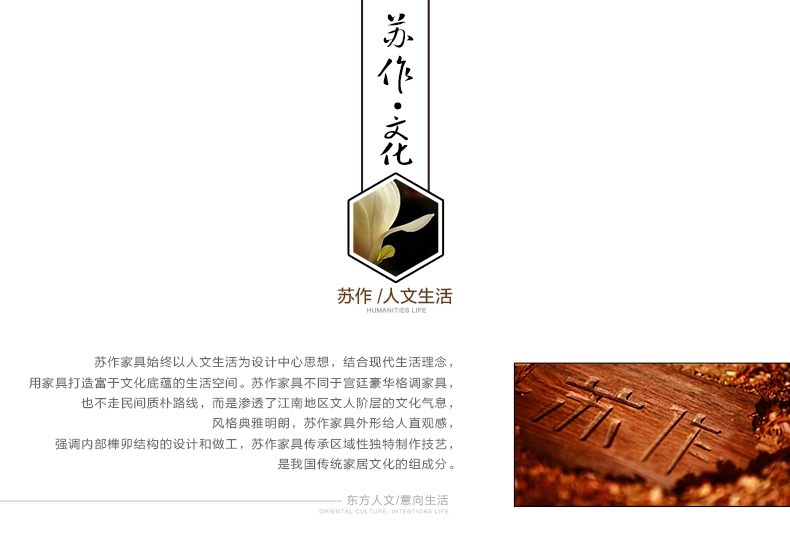 苏作·文化
苏作 /人文生活
HUMANITIES LIFE
苏作家具始终以人文生活为设计中心思想，结合现代生活理念，
用家具打造富于文化底蕴的生活空间。苏作家具不同于宫廷豪华格调家具，
也不走民间质朴路线，而是渗透了江南地区文人阶层的文化气息，
风格典雅明朗，苏作家具外形给人直观感，
强调内部榫卯结构的设计和做工，苏作家具传承区域性独特制作技艺，
是我国传统家居文化的组成分。
苏作
东方人文/意向生活
ORIENTAL CULTURE, INTENTIONS LIFE